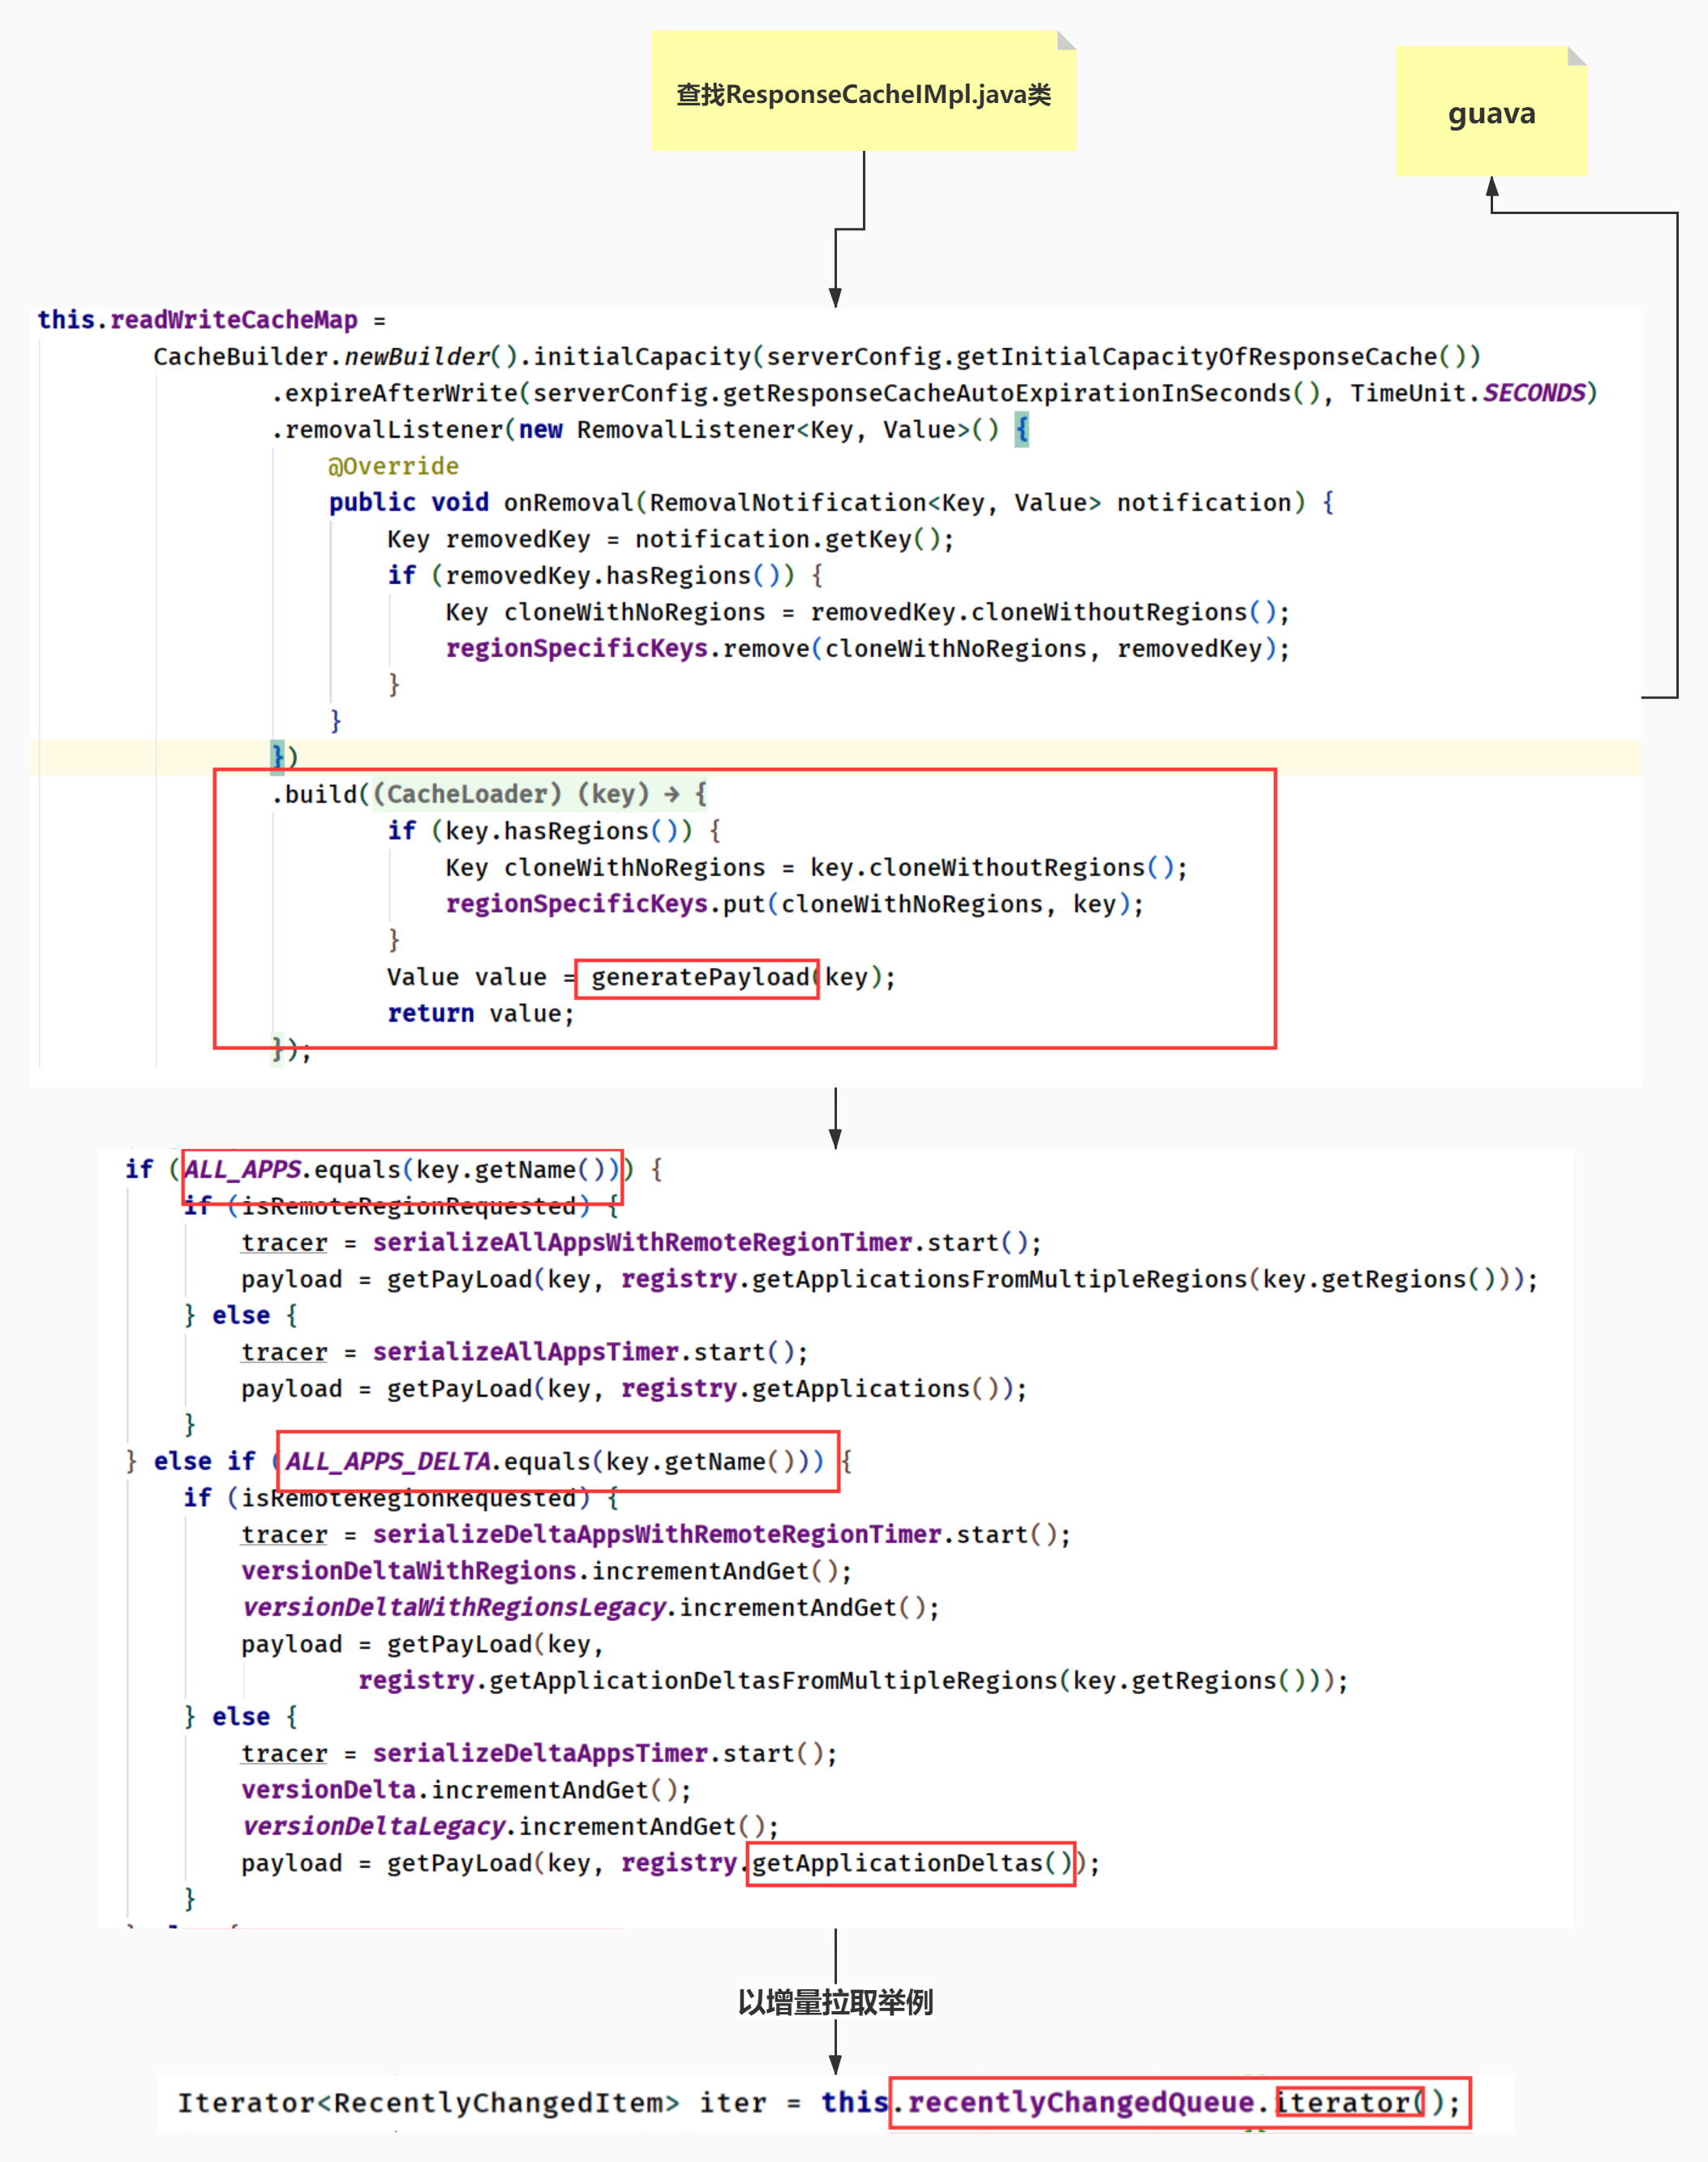 查找ResponseCacheIMpl.java类
guava
this.readWriteCacheMap =
CacheBuilder.newBuilder().initialCapacity(serverConfig.getInitialCapacityOfResponseCache())
.expireAfterWrite(serverConfig.getResponseCacheAutoExpirationInSeconds(), TimeUnit.SECONDS)
.removalListener(new RemovalListener<Key, Value>() {
@Override
public void onRemoval(RemovalNotification<Key, Value> notification) {
Key removedKey = notification.getKey();
if (removedKey.hasRegions()) {
Key cloneWithNoRegions = removedKey.cloneWithoutRegions();
regionSpecificKeys.remove(cloneWithNoRegions, removedKey);
}
}
})
.build((CacheLoader) (key) → {
if (key.hasRegions()) {
Key cloneWithNoRegions = key.cloneWithoutRegions();
regionSpecificKeys.put(cloneWithNoRegions, key);
}
Value value = generatePayload(key);
return value;
});
if (ALL_APPS.equals(key.getName())) {
if (isRemoteRegionRequested) {
tracer = serializeAllAppsWithRemoteRegionTimer.start();
payload = getPayLoad(key, registry.getApplicationsFromMultipleRegions(key.getRegions()));
} else {
tracer = serializeAllAppsTimer.start();
payload = getPayLoad(key, registry.getApplications());
}
} else if (ALL_APPS_DELTA.equals(key.getName())) {
if (isRemoteRegionRequested) {
tracer = serializeDeltaAppsWithRemoteRegionTimer.start();
versionDeltaWithRegions.incrementAndGet();
versionDeltaWithRegionsLegacy.incrementAndGet();
payload = getPayLoad(key,
registry.getApplicationDeltasFromMultipleRegions(key.getRegions()));
} else {
tracer = serializeDeltaAppsTimer.start();
versionDelta.incrementAndGet();
versionDeltaLegacy.incrementAndGet();
payload = getPayLoad(key, registry.getApplicationDeltas());
}
以增量拉取举例
Iterator<RecentlyChangedItem> iter = this.recentlyChangedQueue.iterator();